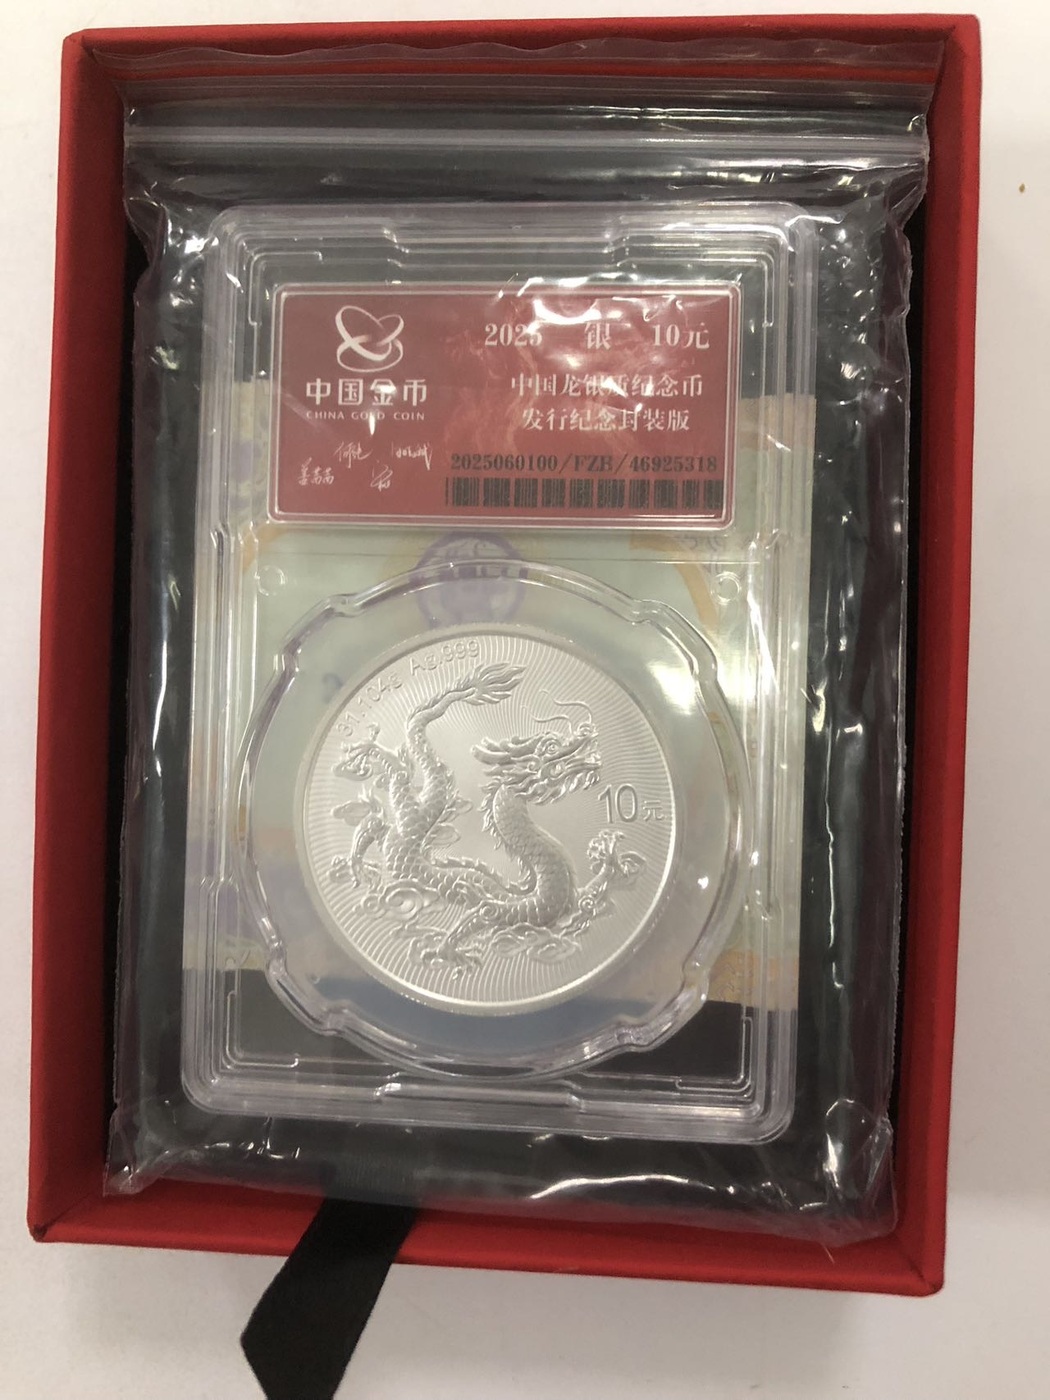 中国金币
CHINA GOLD COIN
2025 银 10元
中国龙银质纪念币
发行纪念封装版
2025060100/FZE/46925318
31.104g Ag.999
10元